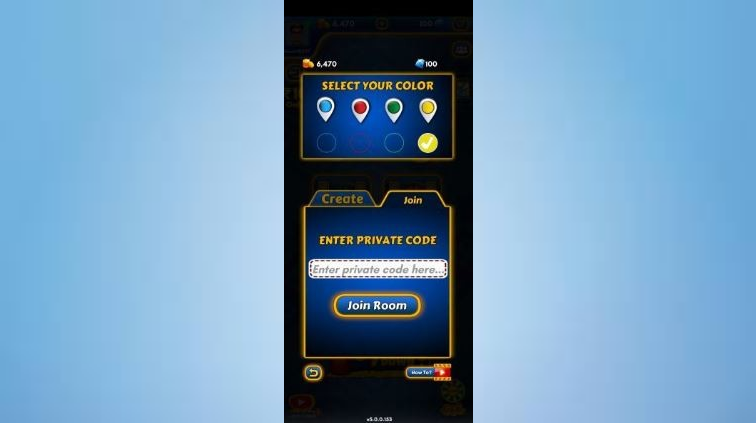 6,470
100
SELECT YOUR COLOR
Create
Join
ENTER PRIVATE CODE
Enter private code here...
Join Room
How To?
v5.0.0.153